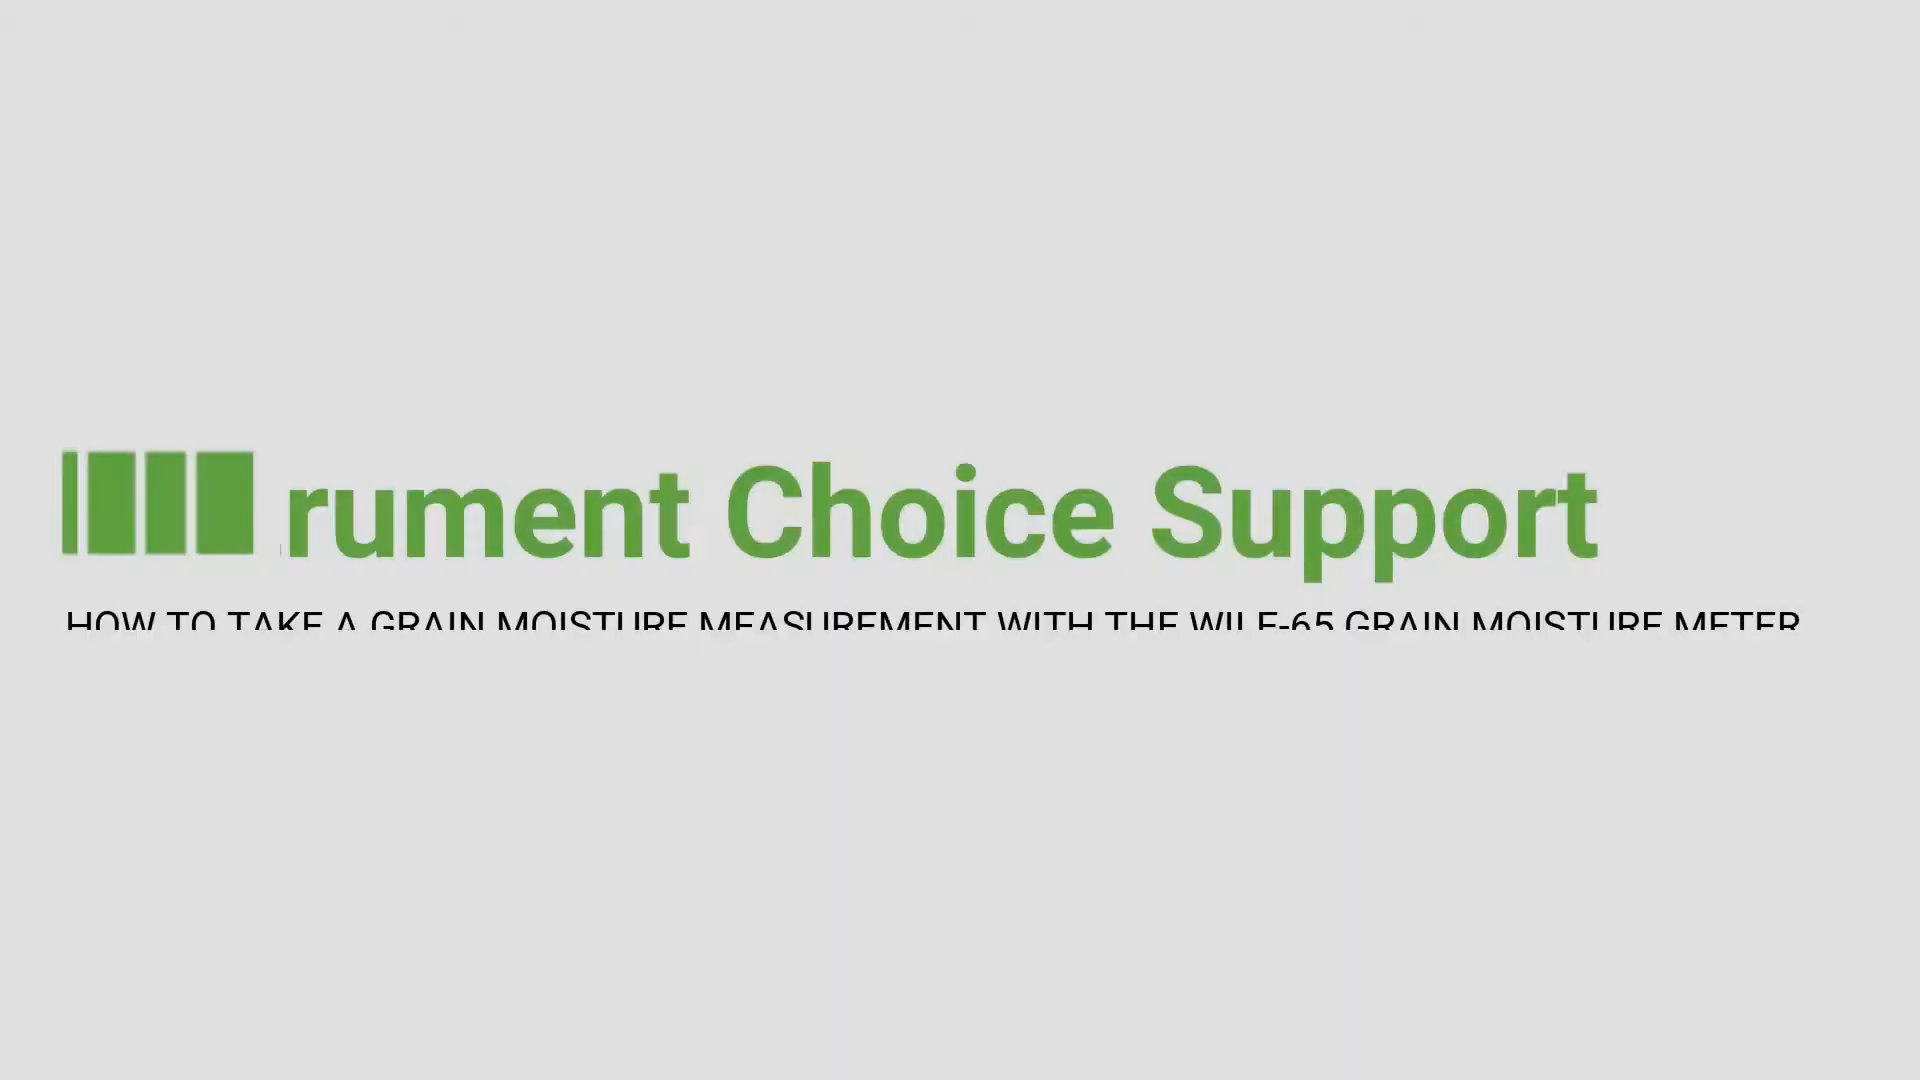 rument Choice Support
HOW TO TAKE A GRAIN MOISTURE MEASUREMENT WITH THE WILE-65 GRAIN MOISTURE METER